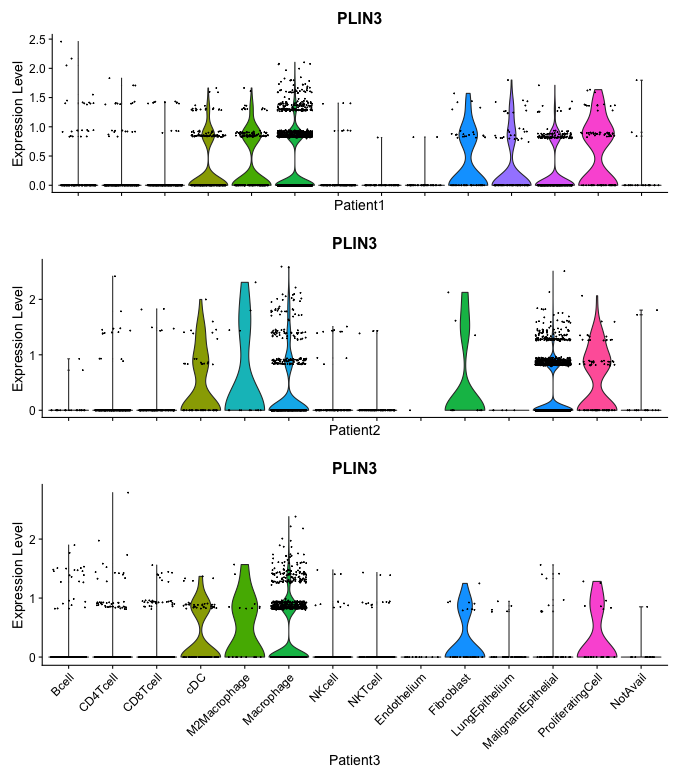 PLIN3
Expression Level
2.5
2.0
1.5
1.0
0.5
0.0
Patient1
PLIN3
Expression Level
2
1
0
Patient2
PLIN3
Expression Level
2
1
0
Bcell
CD4Tcell
CD8Tcell
cDC
M2Macrophage
Macrophage
NKcell
NKTcell
Endothelium
Fibroblast
LungEpithelium
MalignantEpithelial
ProliferatingCell
NotAvail
Patient3